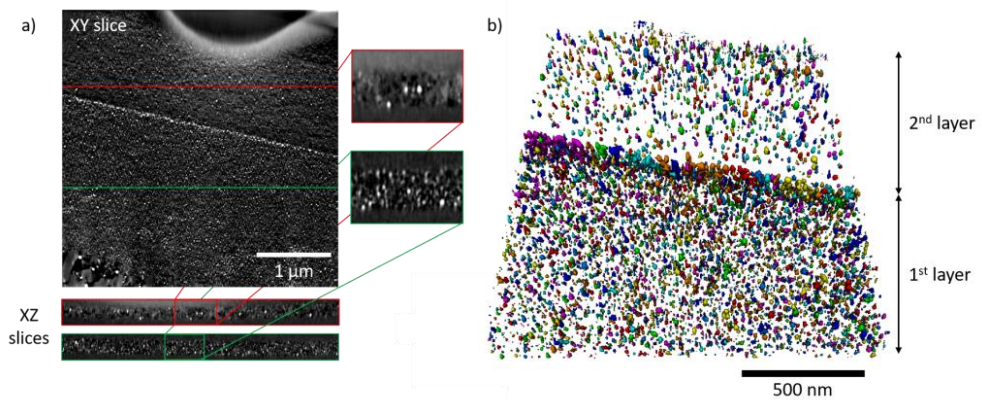 a)
XY slice
1 µm
XZ
slices
b)
2nd layer
1st layer
500 nm